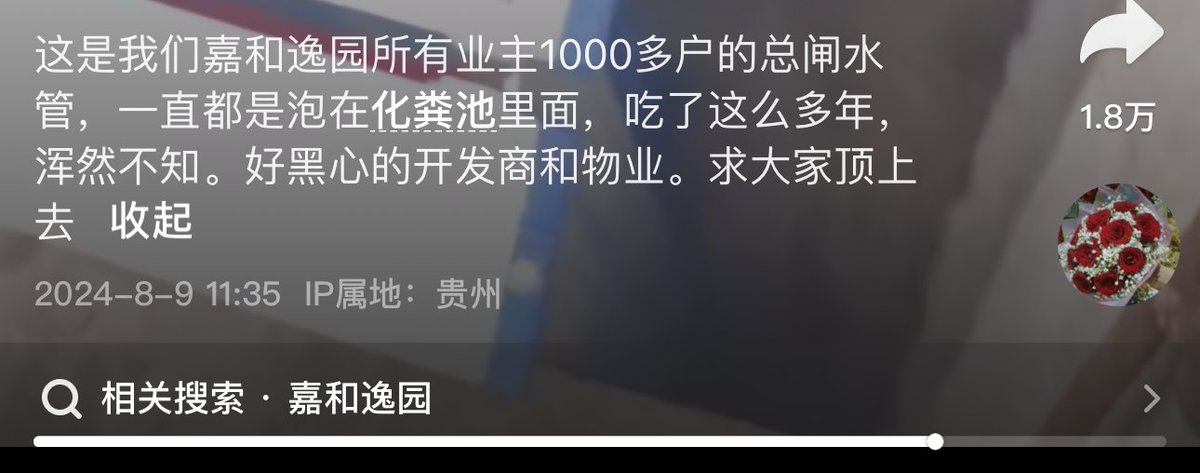 这是我们嘉和逸园所有业主1000多户的总闸水
管，一直都是泡在化粪池里面，吃了这么多年，
浑然不知。好黑心的开发商和物业。求大家顶上
去 收起
1.8万
2024-8-9 11:35 IP属地：贵州
相关搜索 · 嘉和逸园